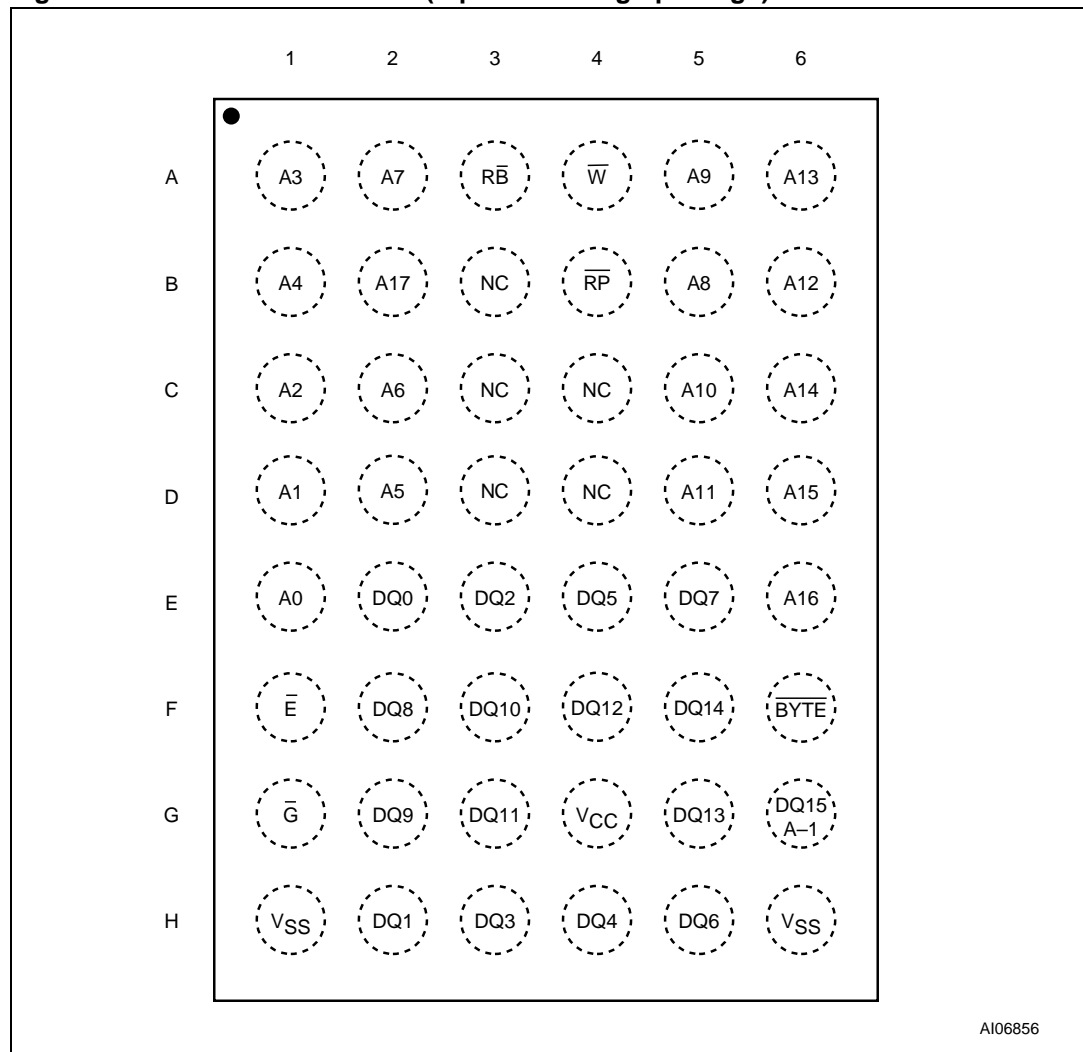 1 2 3 4 5 6
A A3 A7 RB̅ W̅ A9 A13
B A4 A17 NC R̅P̅ A8 A12
C A2 A6 NC NC A10 A14
D A1 A5 NC NC A11 A15
E A0 DQ0 DQ2 DQ5 DQ7 A16
F E̅ DQ8 DQ10 DQ12 DQ14 B̅Y̅T̅E̅
G G̅ DQ9 DQ11 VCC DQ13 DQ15
A–1
H VSS DQ1 DQ3 DQ4 DQ6 VSS
AI06856